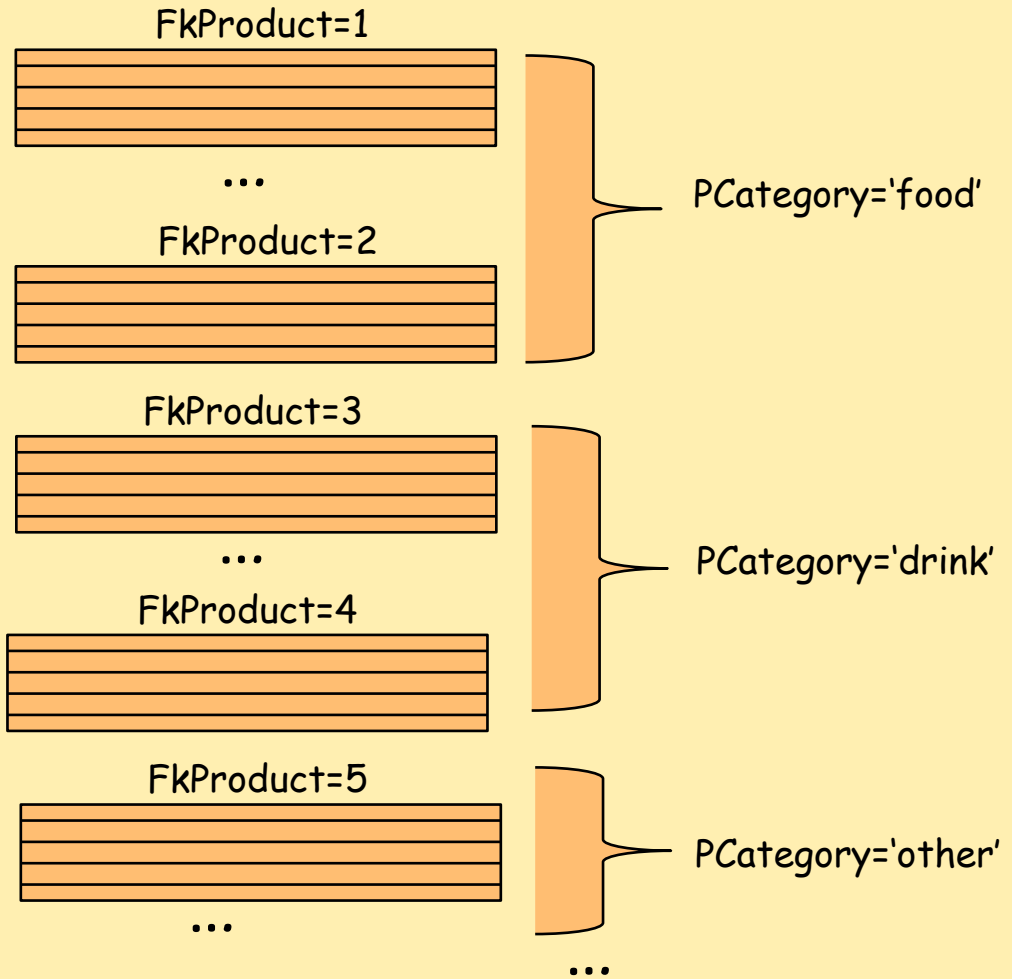 FkProduct=1
...
PCategory=‘food’
FkProduct=2
FkProduct=3
...
PCategory=‘drink’
FkProduct=4
FkProduct=5
PCategory=‘other’
...
...